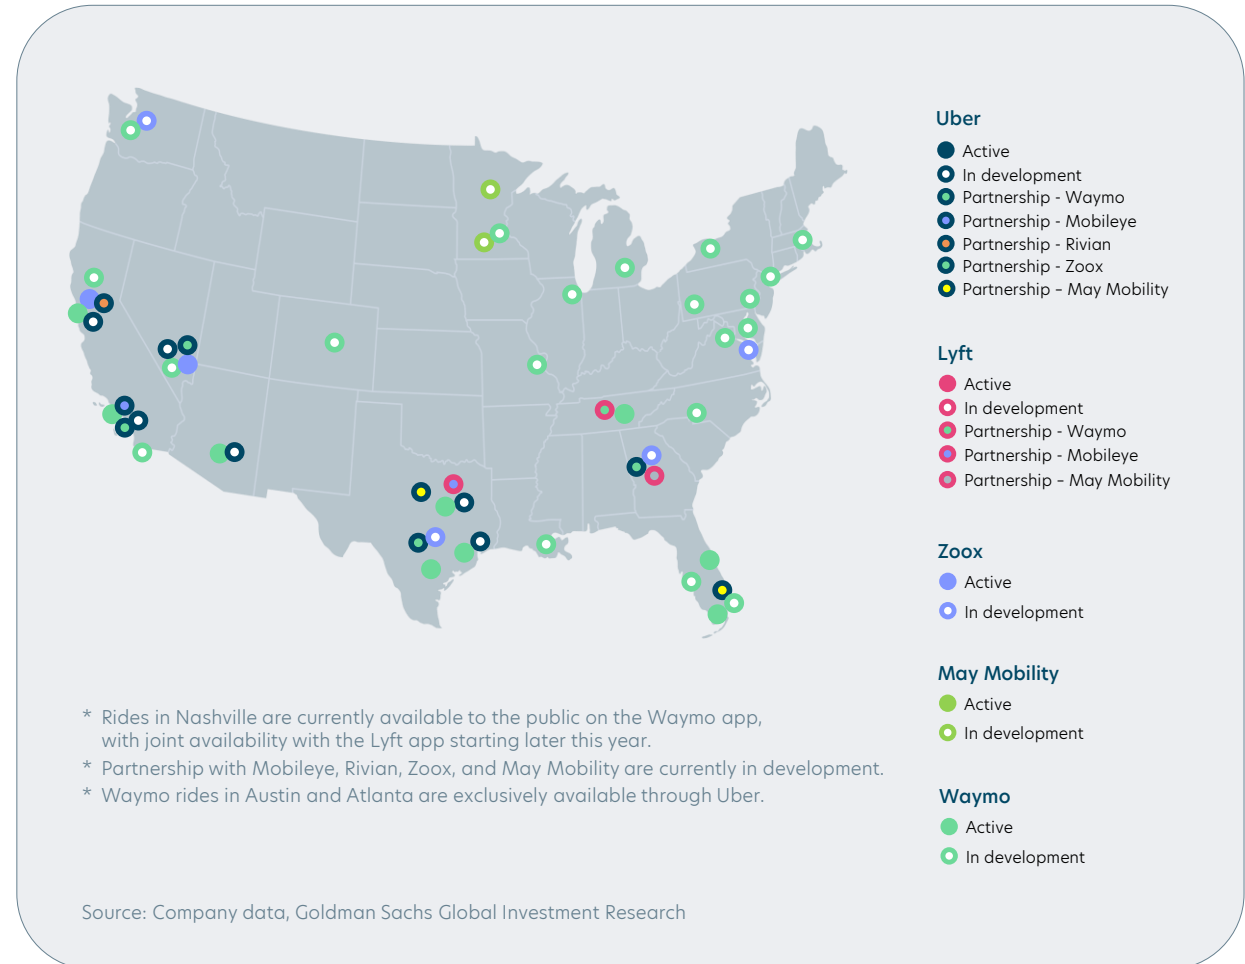 Uber
Active
In development
Partnership - Waymo
Partnership - Mobileye
Partnership - Rivian
Partnership - Zoox
Partnership – May Mobility
Lyft
Active
In development
Partnership - Waymo
Partnership - Mobileye
Partnership – May Mobility
Zoox
Active
In development
May Mobility
Active
In development
Waymo
Active
In development
* Rides in Nashville are currently available to the public on the Waymo app,
with joint availability with the Lyft app starting later this year.
* Partnership with Mobileye, Rivian, Zoox, and May Mobility are currently in development.
* Waymo rides in Austin and Atlanta are exclusively available through Uber.
Source: Company data, Goldman Sachs Global Investment Research